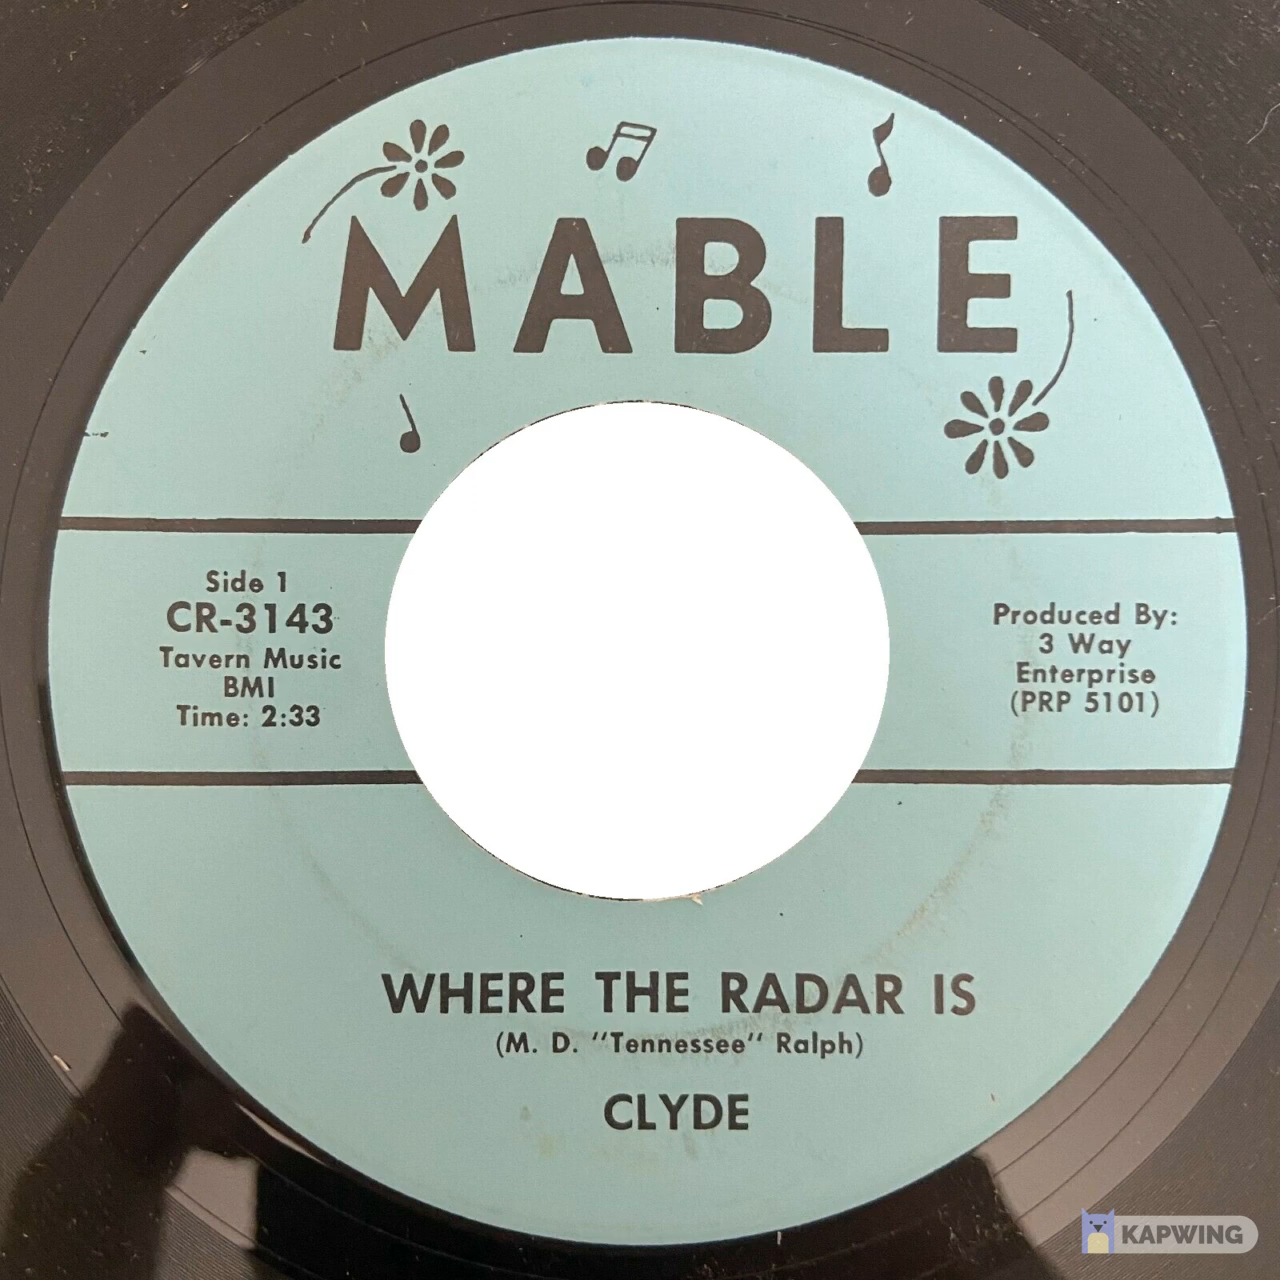 MABLE
Side 1
CR-3143
Tavern Music
BMI
Time: 2:33
Produced By:
3 Way
Enterprise
(PRP 5101)
WHERE THE RADAR IS
(M. D. "Tennessee" Ralph)
CLYDE
KAPWING